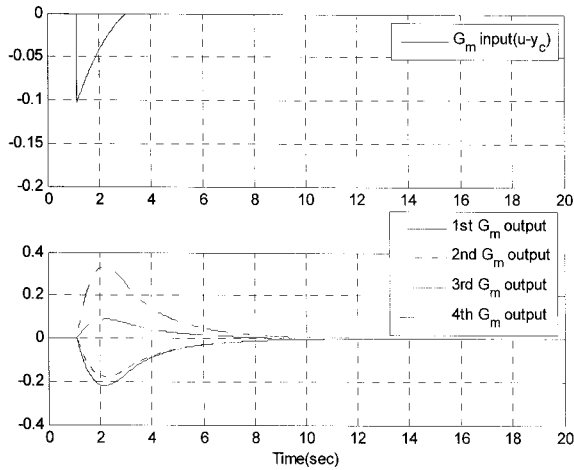 0
-0.05
-0.1
-0.15
-0.2
G_m input(u-y_c)
0 2 4 6 8 10 12 14 16 18 20
1st G_m output
2nd G_m output
3rd G_m output
4th G_m output
0.4
0.2
0
-0.2
-0.4
0 2 4 6 8 10 12 14 16 18 20
Time(sec)